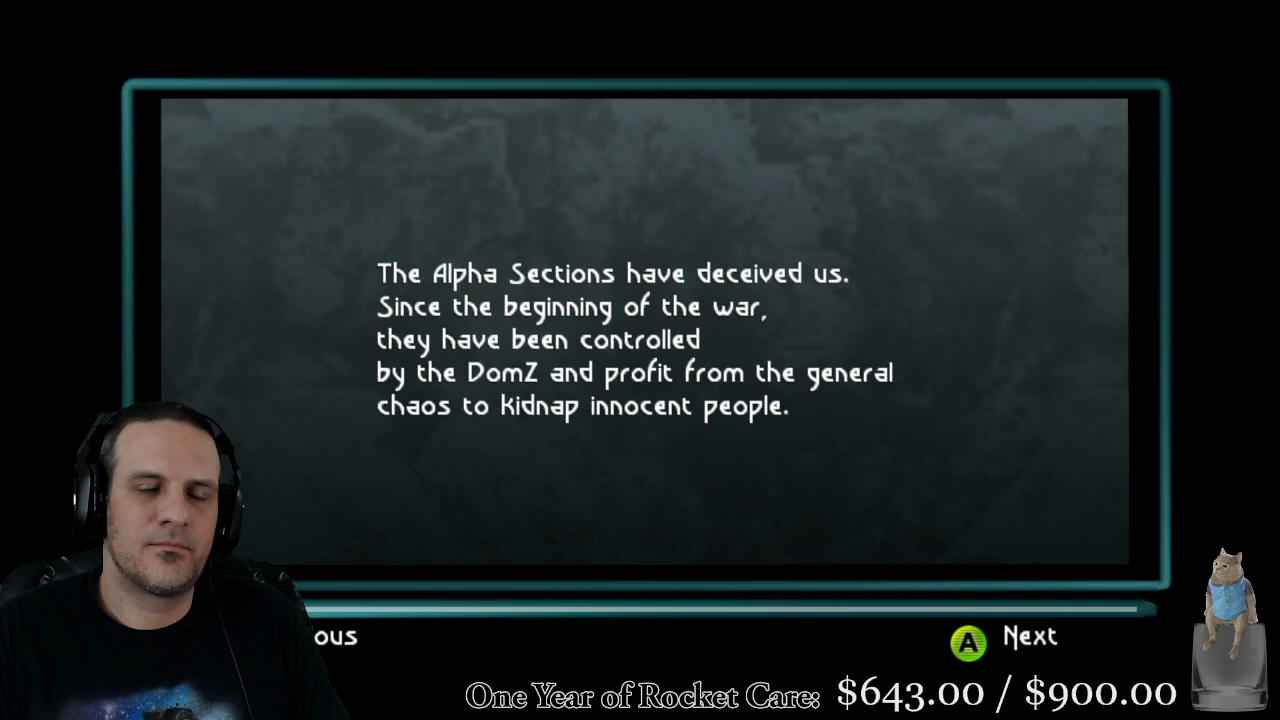 The Alpha Sections have deceived us.
Since the beginning of the war,
they have been controlled
by the DomZ and profit from the general
chaos to kidnap innocent people.
ous
A Next
One Year of Rocket Care: $643.00 / $900.00